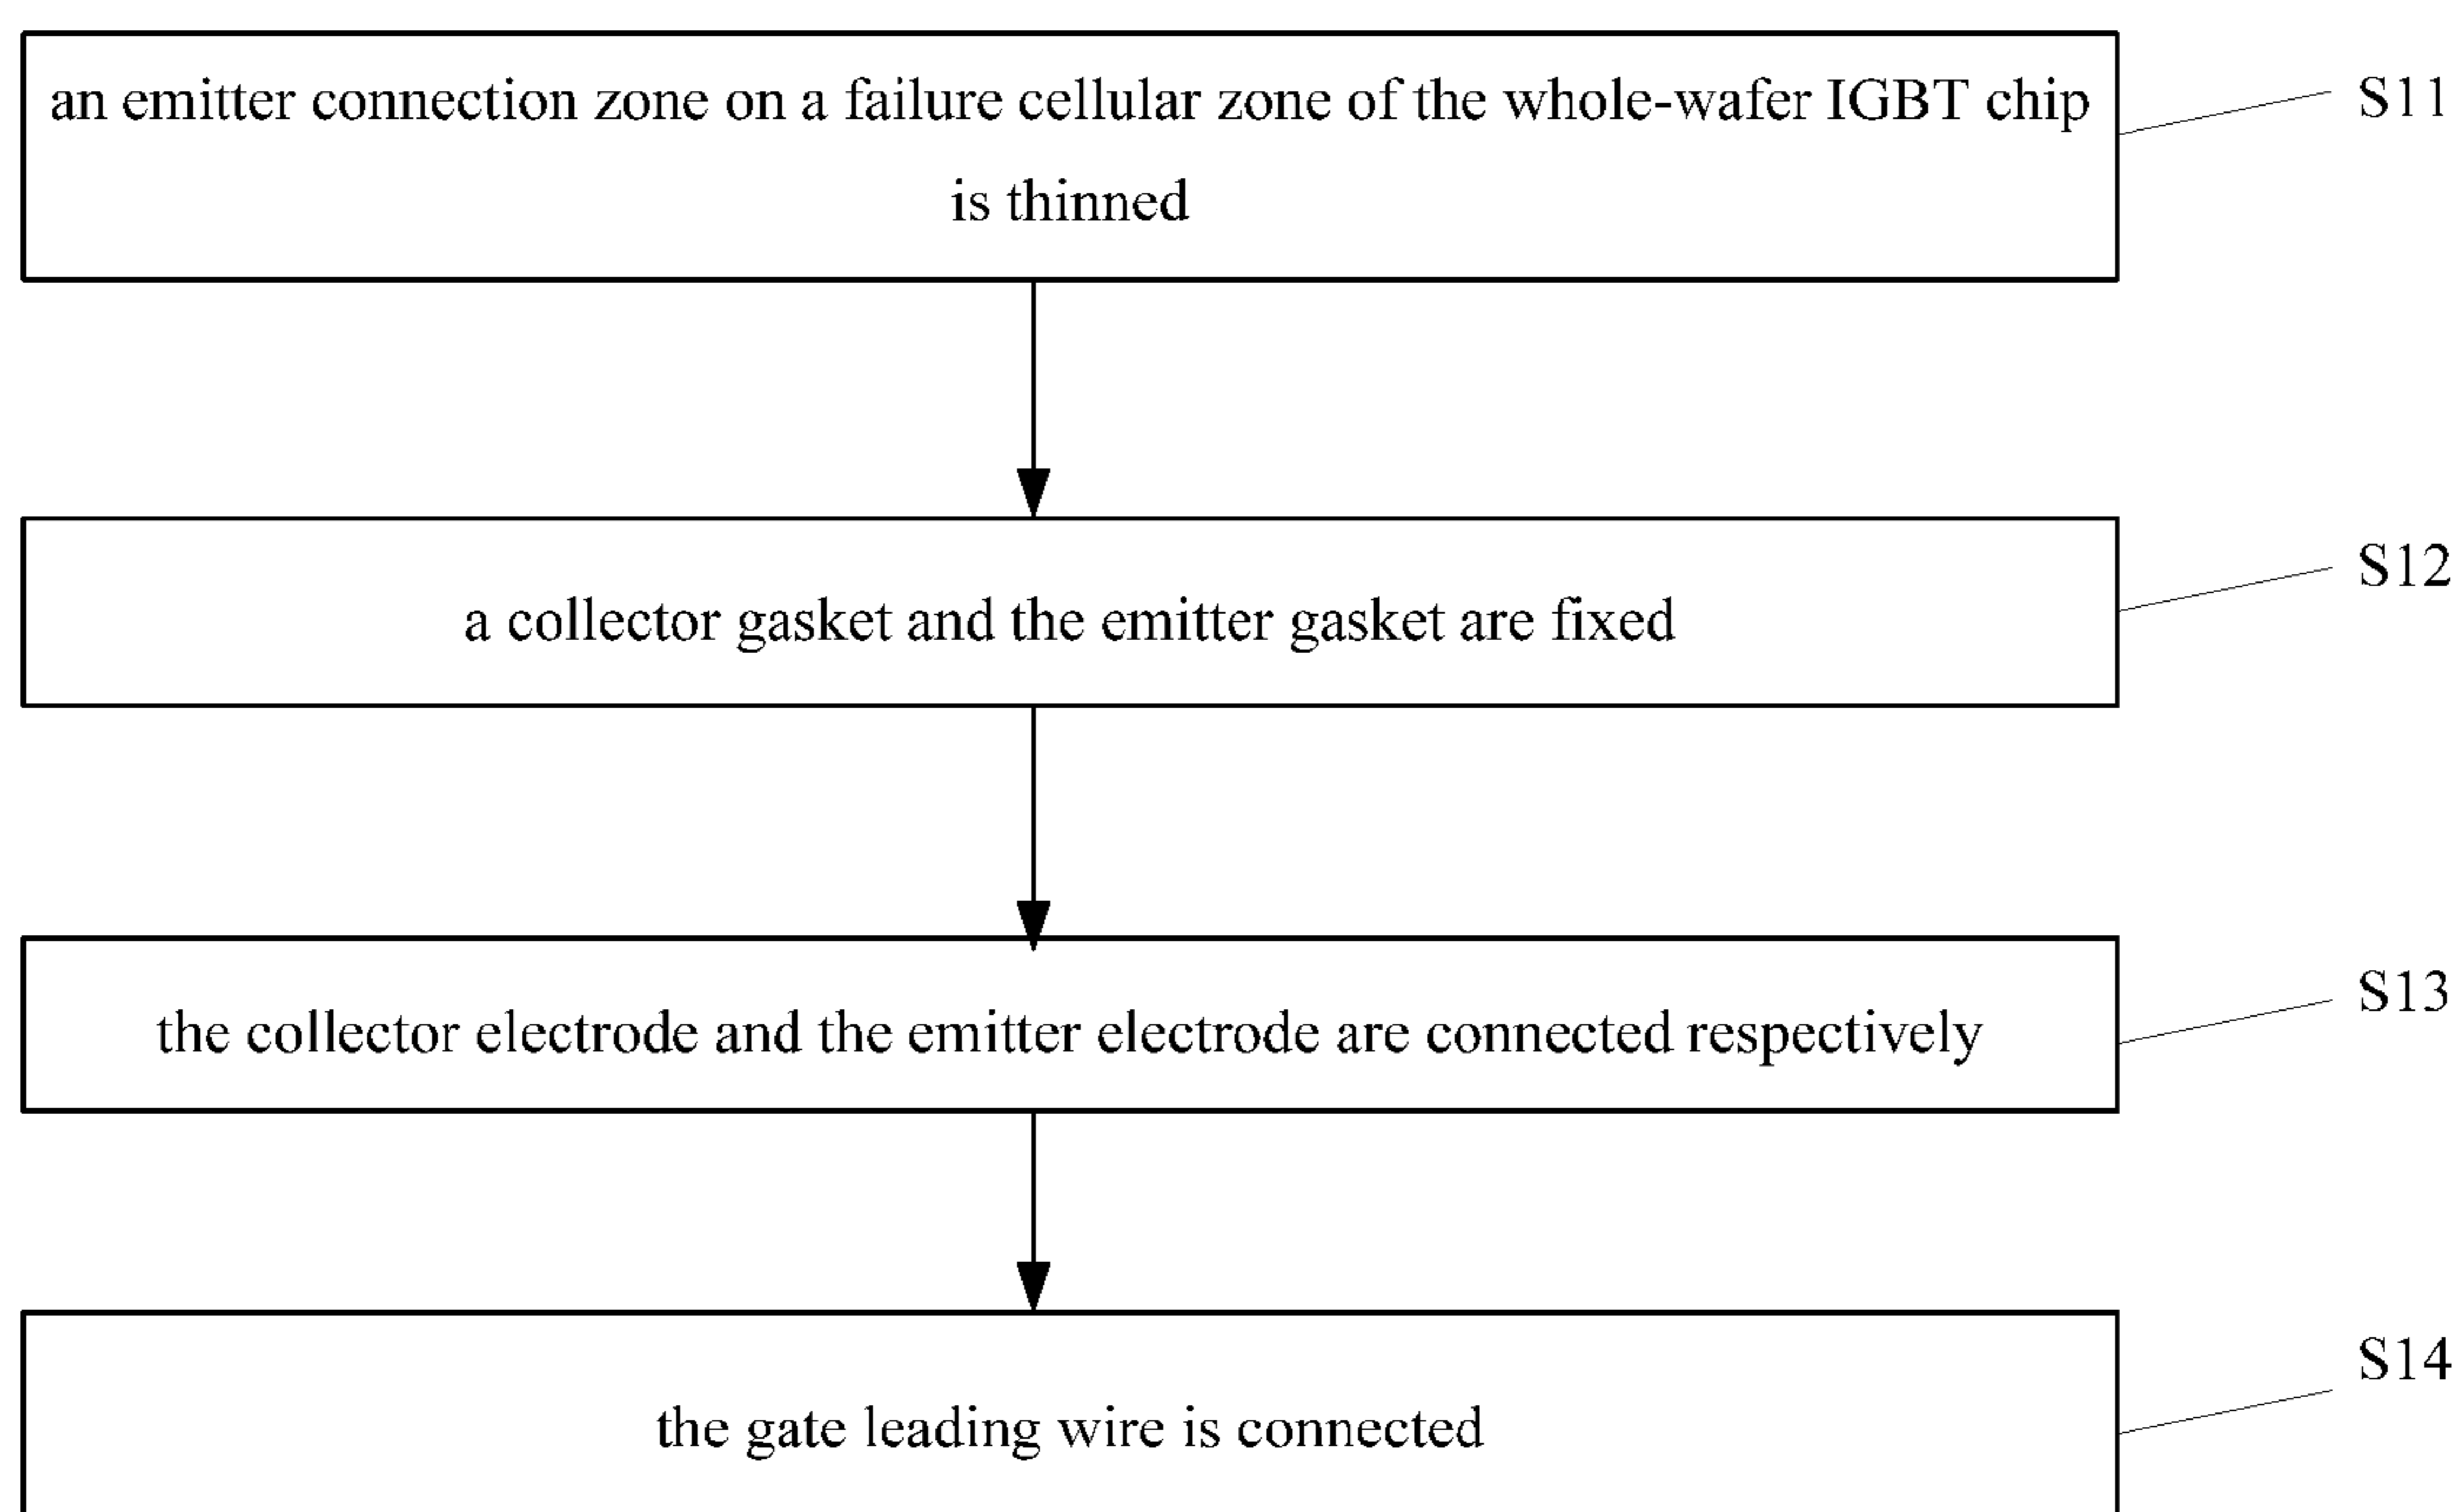 an emitter connection zone on a failure cellular zone of the whole-wafer IGBT chip
is thinned
S11
a collector gasket and the emitter gasket are fixed
S12
the collector electrode and the emitter electrode are connected respectively
S13
the gate leading wire is connected
S14